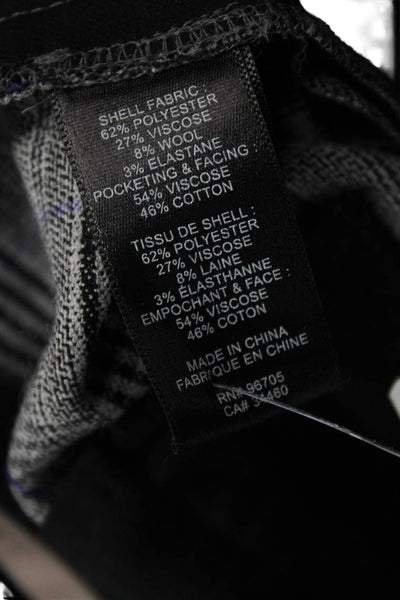 SHELL FABRIC :
62% POLYESTER
27% VISCOSE
8% WOOL
3% ELASTANE
POCKETING & FACING :
54% VISCOSE
46% COTTON
TISSU DE SHELL :
62% POLYESTER
27% VISCOSE
8% LAINE
3% ÉLASTHANNE
EMPOCHANT & FACE :
54% VISCOSE
46% COTON
MADE IN CHINA
FABRIQUE EN CHINE
RN# 96705
CA#